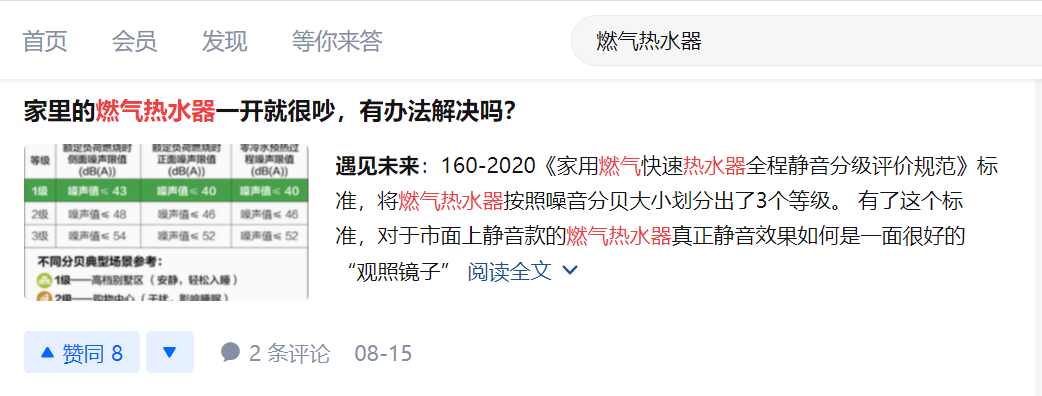 首页 会员 发现 等你来答 燃气热水器
家里的燃气热水器一开就很吵，有办法解决吗？
等级 额定负荷燃烧时侧面噪声限值(dB(A)) 额定负荷燃烧时正面噪声限值(dB(A)) 零冷水预热过程噪声限值(dB(A))
1级 噪声值≤ 43 噪声值≤ 40 噪声值≤ 40
2级 噪声值≤ 48 噪声值≤ 46 噪声值≤ 46
3级 噪声值≤ 54 噪声值≤ 52 噪声值≤ 52
不同分贝典型场景参考：
1级——高档别墅区（安静，轻松入睡）
2级——购物中心（干扰，影响睡眠）
遇见未来：160-2020《家用燃气快速热水器全程静音分级评价规范》标
准，将燃气热水器按照噪音分贝大小划分出了3个等级。 有了这个标
准，对于市面上静音款的燃气热水器真正静音效果如何是一面很好的
“观照镜子” 阅读全文
赞同 8 2 条评论 08-15